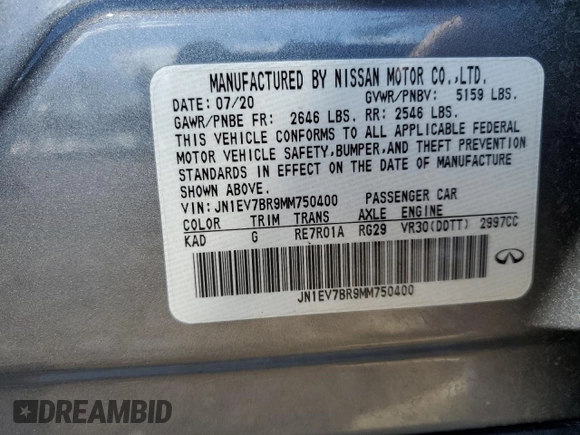 MANUFACTURED BY NISSAN MOTOR CO.,LTD.
DATE: 07/20 GVWR/PNBV: 5159 LBS.
GAWR/PNBE FR: 2646 LBS. RR: 2546 LBS.
THIS VEHICLE CONFORMS TO ALL APPLICABLE FEDERAL
MOTOR VEHICLE SAFETY, BUMPER, AND THEFT PREVENTION
STANDARDS IN EFFECT ON THE DATE OF MANUFACTURE
SHOWN ABOVE.
VIN: JN1EV7BR9MM750400 PASSENGER CAR
COLOR TRIM TRANS AXLE ENGINE
KAD G RE7R01A RG29 VR30(DDTT) 2997CC
JN1EV7BR9MM750400
DREAMBID